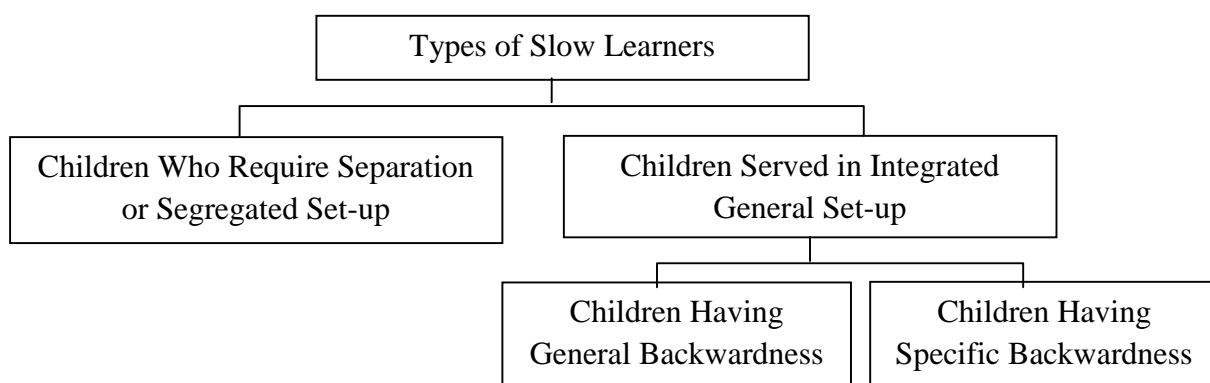 Types of Slow Learners
Children Who Require Separation
or Segregated Set-up
Children Served in Integrated
General Set-up
Children Having
General Backwardness
Children Having
Specific Backwardness